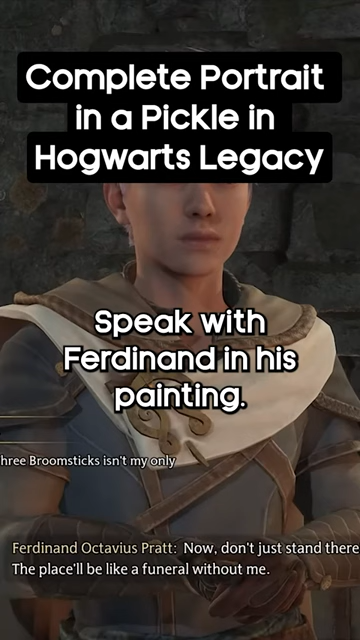 Complete Portrait
in a Pickle in
Hogwarts Legacy
Speak with
Ferdinand in his
painting.
hree Broomsticks isn't my only
Ferdinand Octavius Pratt: Now, don't just stand there
The place'll be like a funeral without me.